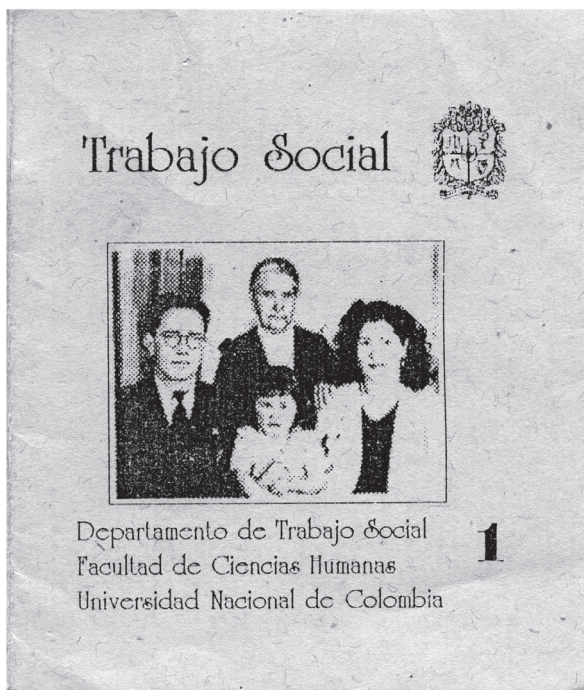 Trabajo Social
Departamento de Trabajo Social
Facultad de Ciencias Humanas
Universidad Nacional de Colombia
1